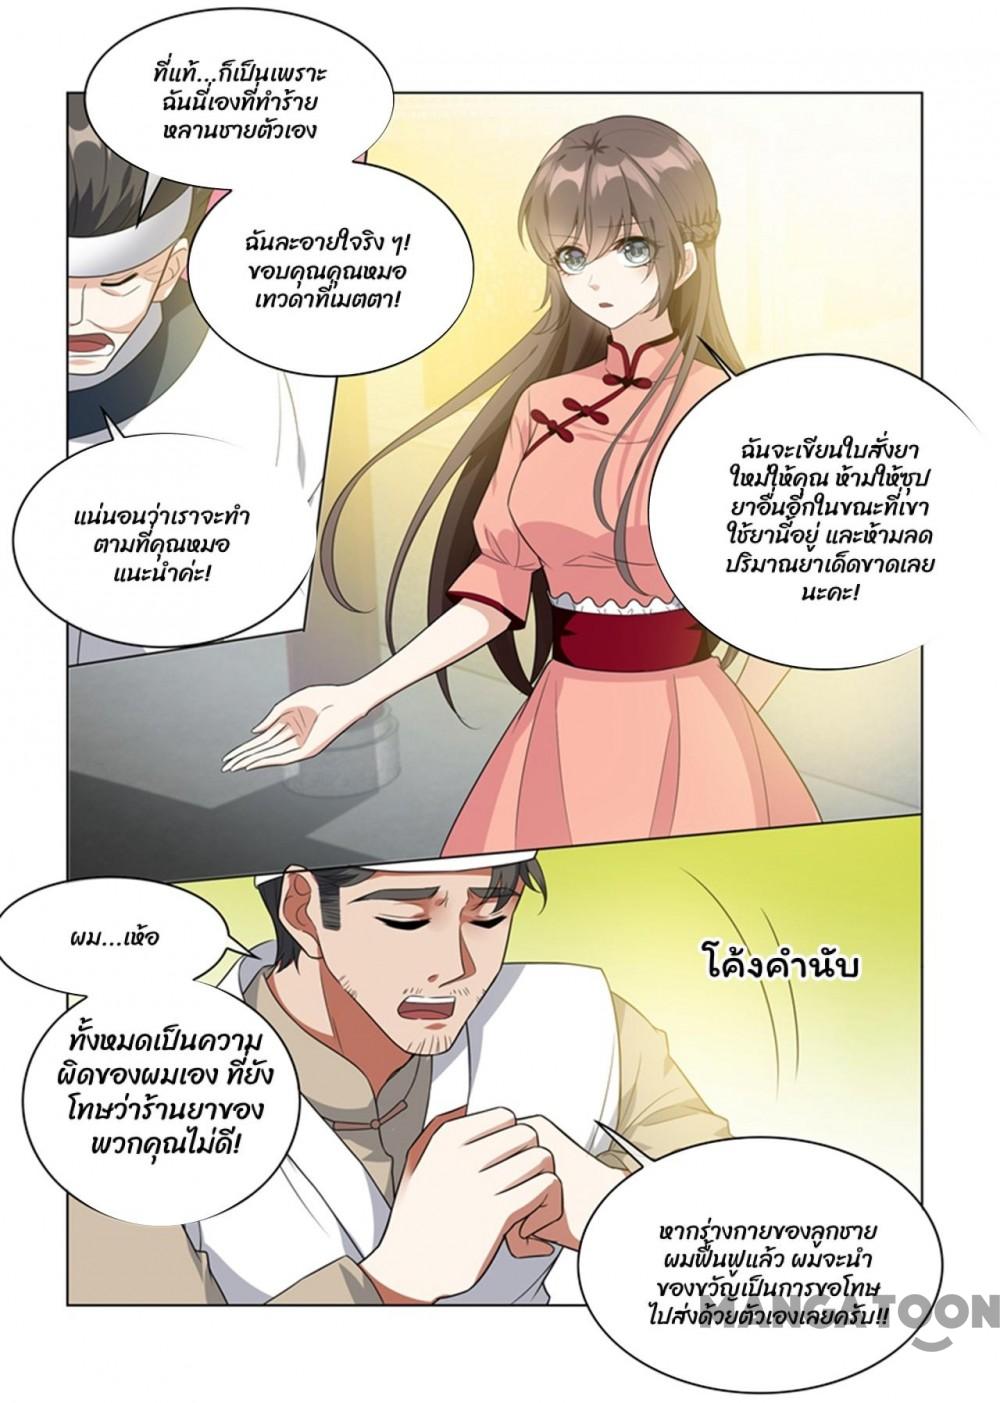 ที่แท้...ก็เป็นเพราะ
ฉันนี่เองที่ทำร้าย
หลานชายตัวเอง
ฉันละอายใจจริง ๆ!
ขอบคุณคุณหมอ
เทวดาที่เมตตา!
ฉันจะเขียนใบสั่งยา
ใหม่ให้คุณ ห้ามให้ซุป
ยาอื่นอีกในขณะที่เขา
ใช้ยานี้อยู่ และห้ามลด
ปริมาณยาเด็ดขาดเลย
นะคะ!
แน่นอนว่าเราจะทำ
ตามที่คุณหมอ
แนะนำค่ะ!
ผม...เห้อ
โค้งคำนับ
ทั้งหมดเป็นความ
ผิดของผมเอง ที่ยัง
โทษว่าร้านยาของ
พวกคุณไม่ดี!
หากร่างกายของลูกชาย
ผมฟื้นฟูแล้ว ผมจะนำ
ของขวัญเป็นการขอโทษ
ไปส่งด้วยตัวเองเลยครับ!!
MANGATOON